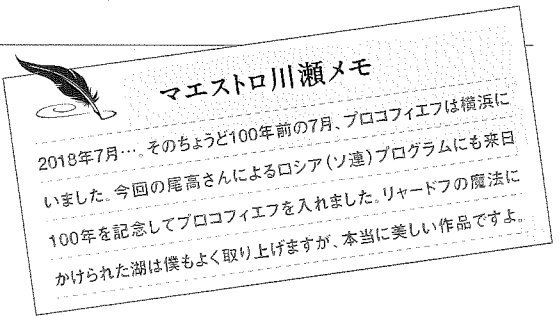 マエストロ川瀬メモ
2018年7月…。そのちょうど100年前の7月、プロコフィエフは横浜に
いました。今回の尾高さんによるロシア(ソ連)プログラムにも来日
100年を記念してプロコフィエフを入れました。リャードフの魔法に
かけられた湖は僕もよく取り上げますが、本当に美しい作品ですよ。